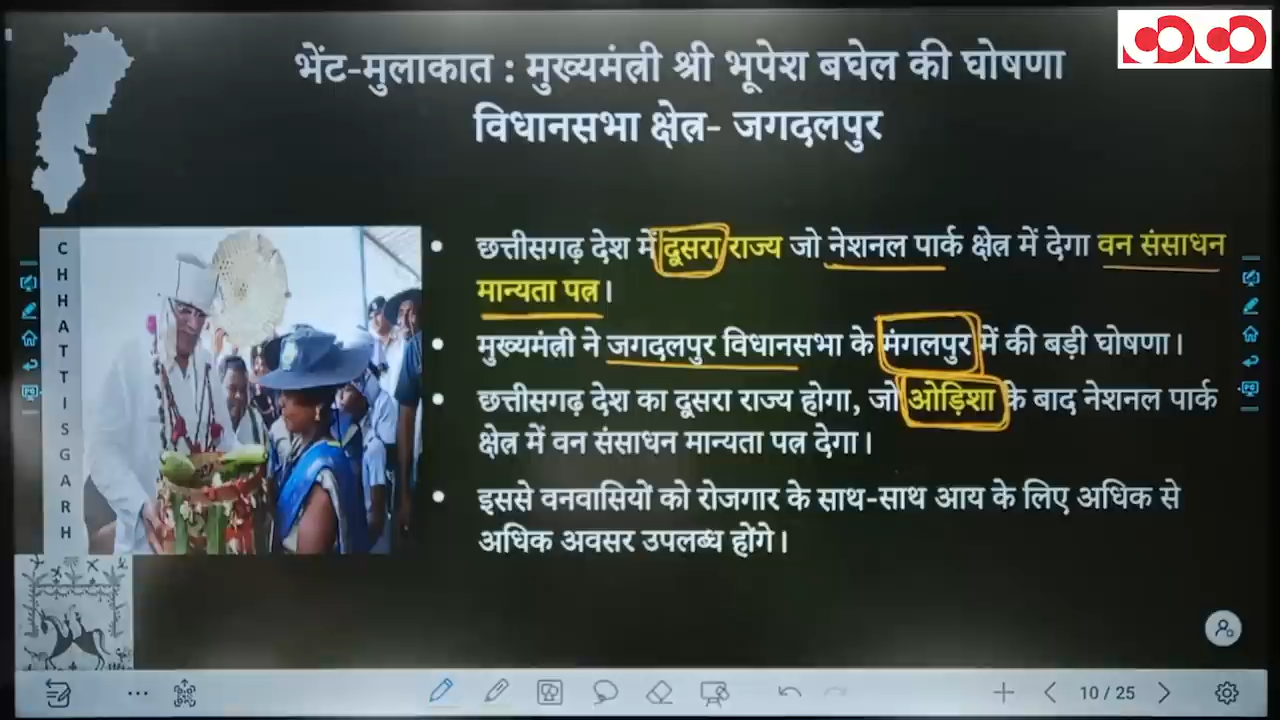 भेंट-मुलाकात : मुख्यमंत्री श्री भूपेश बघेल की घोषणा
विधानसभा क्षेत्र- जगदलपुर
CHHATTISGARH
• छत्तीसगढ़ देश में दूसरा राज्य जो नेशनल पार्क क्षेत्र में देगा वन संसाधन
मान्यता पत्र।
• मुख्यमंत्री ने जगदलपुर विधानसभा के मंगलपुर में की बड़ी घोषणा।
• छत्तीसगढ़ देश का दूसरा राज्य होगा, जो ओड़िशा के बाद नेशनल पार्क
क्षेत्र में वन संसाधन मान्यता पत्र देगा।
• इससे वनवासियों को रोजगार के साथ-साथ आय के लिए अधिक से
अधिक अवसर उपलब्ध होंगे।
10 / 25